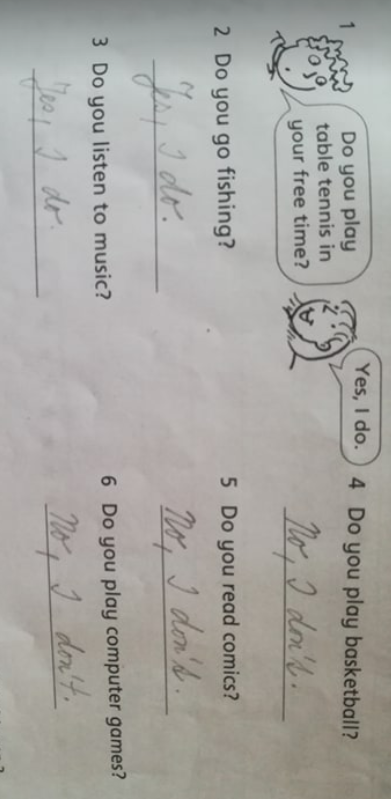 1
Do you play
table tennis in
your free time?
Yes, I do.
2 Do you go fishing?
Yes, I do.
3 Do you listen to music?
Yes, I do.
4 Do you play basketball?
No, I don't.
5 Do you read comics?
No, I don't.
6 Do you play computer games?
No, I don't.